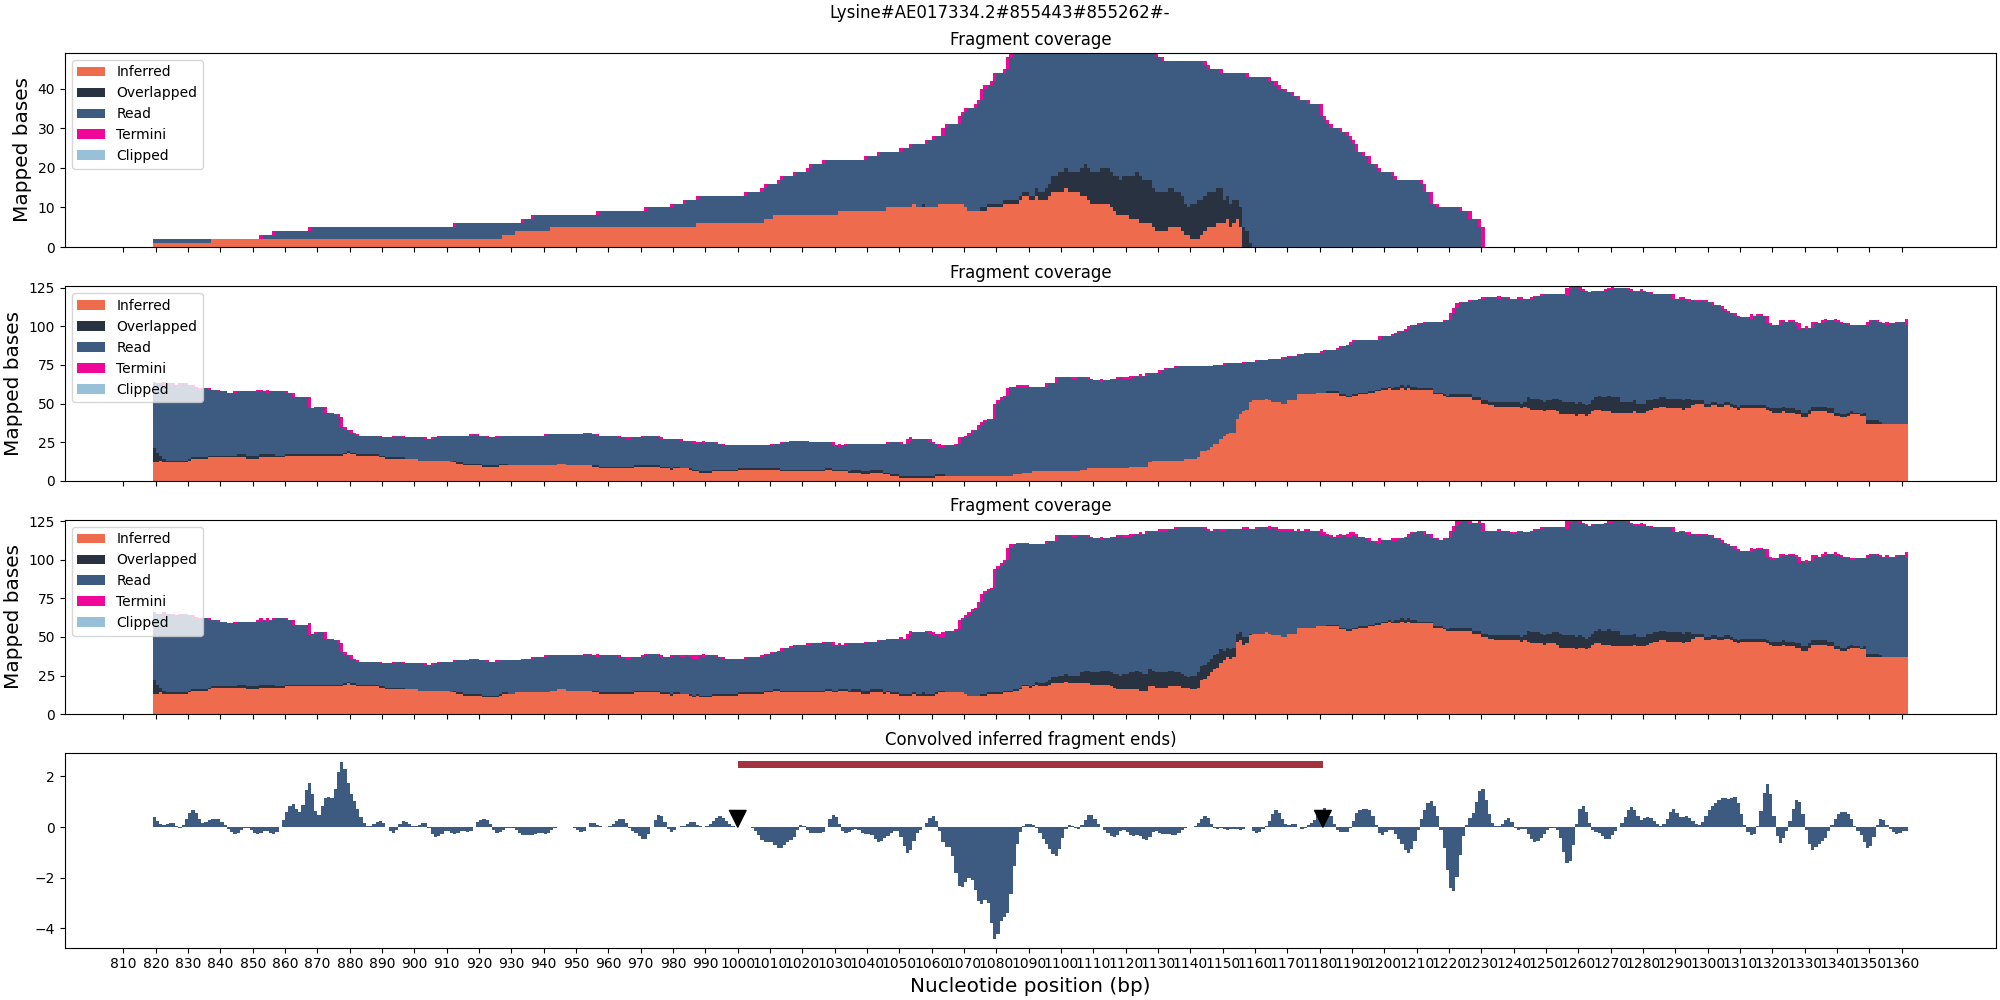 Lysine#AE017334.2#855443#855262#-
Fragment coverage
Mapped bases
40
30
20
10
0
Inferred
Overlapped
Read
Termini
Clipped
Fragment coverage
Mapped bases
125
100
75
50
25
0
Inferred
Overlapped
Read
Termini
Clipped
Fragment coverage
Mapped bases
125
100
75
50
25
0
Inferred
Overlapped
Read
Termini
Clipped
Convolved inferred fragment ends)
2
0
−2
−4
810 820 830 840 850 860 870 880 890 900 910 920 930 940 950 960 970 980 990 1000 1010 1020 1030 1040 1050 1060 1070 1080 1090 1100 1110 1120 1130 1140 1150 1160 1170 1180 1190 1200 1210 1220 1230 1240 1250 1260 1270 1280 1290 1300 1310 1320 1330 1340 1350 1360
Nucleotide position (bp)